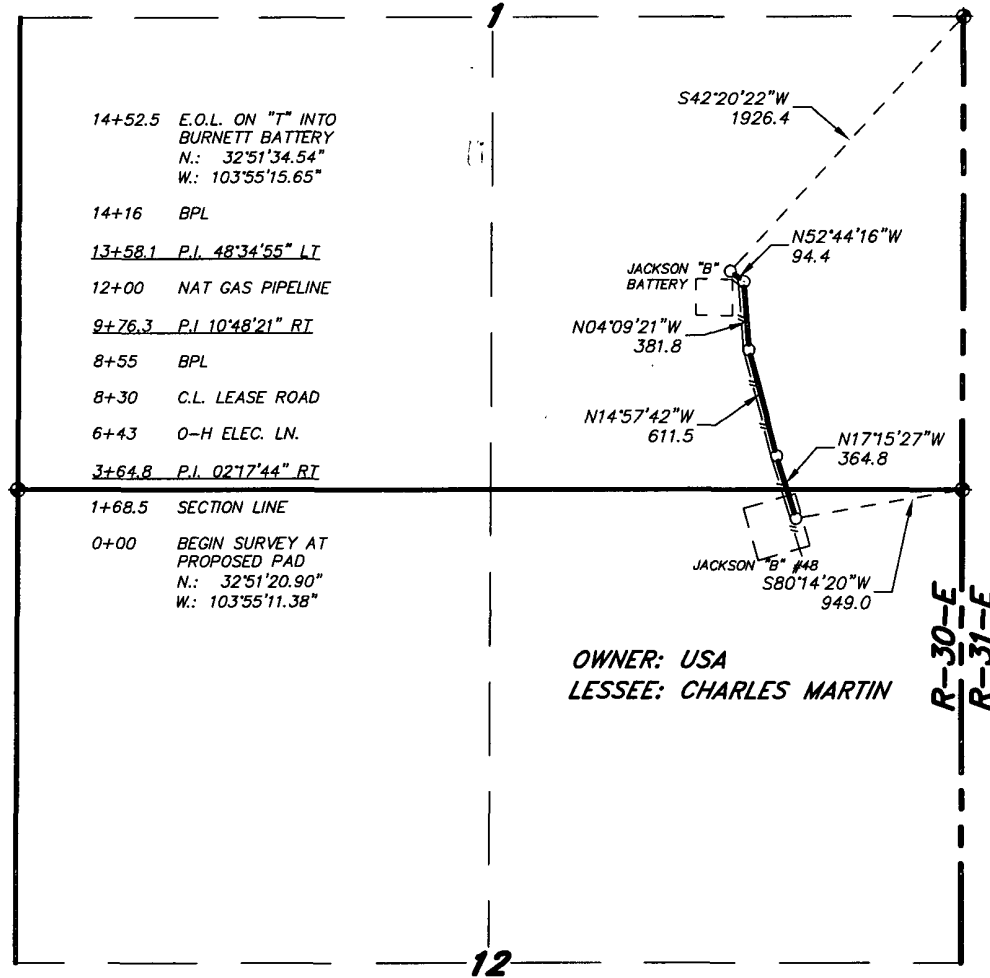 1
14+52.5 E.O.L. ON "T" INTO
BURNETT BATTERY
N.: 32°51'34.54"
W.: 103°55'15.65"
14+16 BPL
13+58.1 P.I. 48°34'55" LT
12+00 NAT GAS PIPELINE
9+76.3 P.I 10°48'21" RT
8+55 BPL
8+30 C.L. LEASE ROAD
6+43 O-H ELEC. LN.
3+64.8 P.I. 02°17'44" RT
1+68.5 SECTION LINE
0+00 BEGIN SURVEY AT
PROPOSED PAD
N.: 32°51'20.90"
W.: 103°55'11.38"
S42°20'22"W
1926.4
N52°44'16"W
94.4
JACKSON "B"
BATTERY
N04°09'21"W
381.8
N14°57'42"W
611.5
N17°15'27"W
364.8
JACKSON "B" #48
S80°14'20"W
949.0
OWNER: USA
LESSEE: CHARLES MARTIN
R-30-E
R-31-E
12